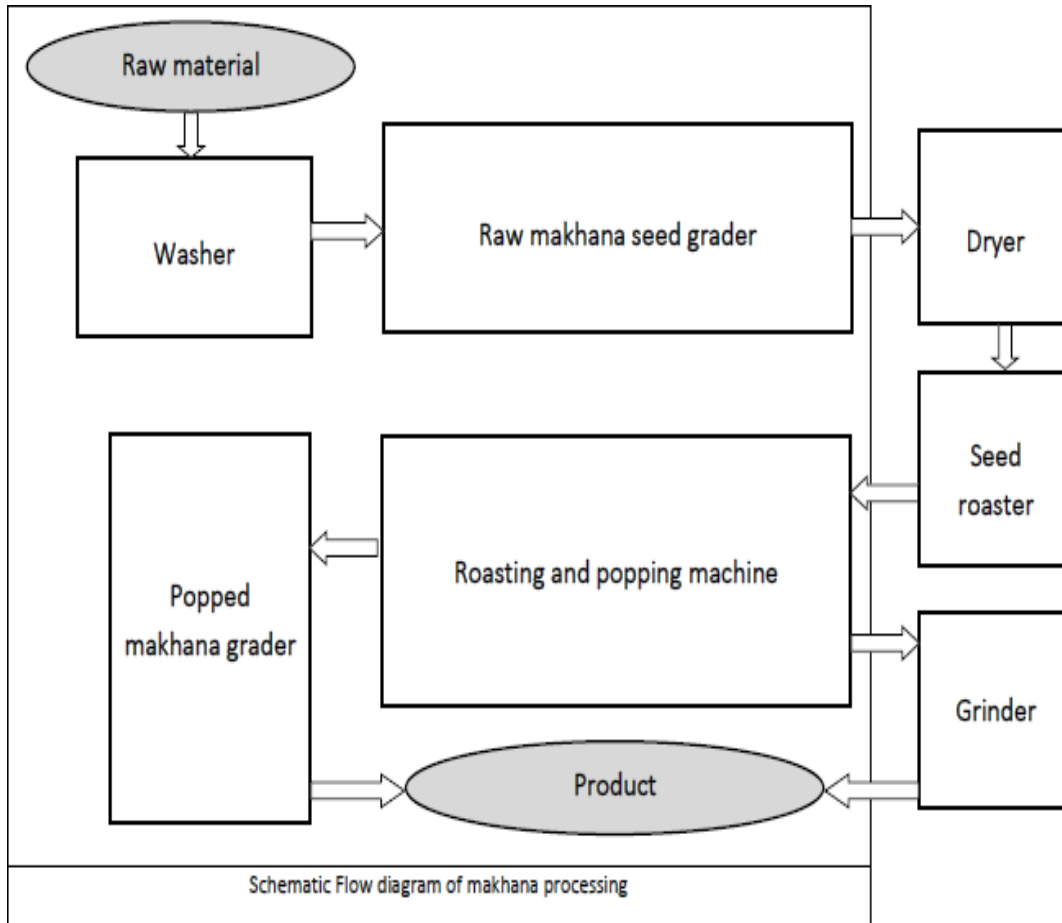 Raw material
Washer
Raw makhana seed grader
Dryer
Seed
roaster
Roasting and popping machine
Popped
makhana grader
Grinder
Product
Schematic Flow diagram of makhana processing